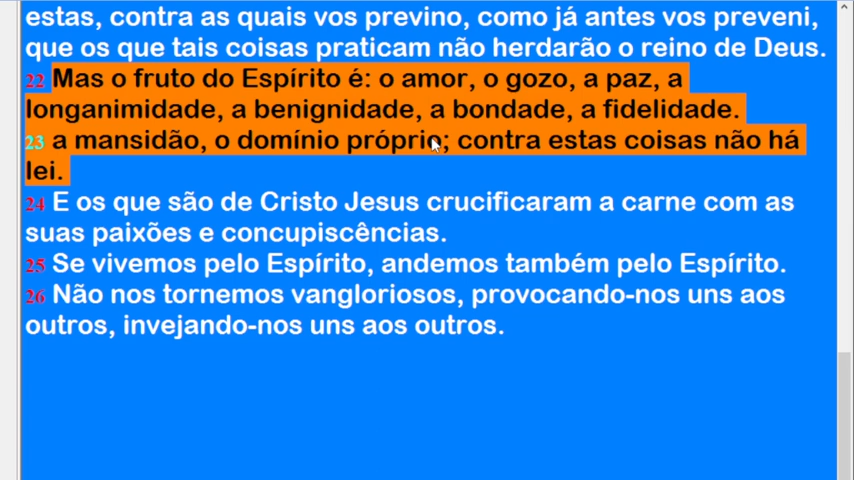 estas, contra as quais vos previno, como já antes vos preveni,
que os que tais coisas praticam não herdarão o reino de Deus.
22 Mas o fruto do Espírito é: o amor, o gozo, a paz, a
longanimidade, a benignidade, a bondade, a fidelidade.
23 a mansidão, o domínio próprio; contra estas coisas não há
lei.
24 E os que são de Cristo Jesus crucificaram a carne com as
suas paixões e concupiscências.
25 Se vivemos pelo Espírito, andemos também pelo Espírito.
26 Não nos tornemos vangloriosos, provocando-nos uns aos
outros, invejando-nos uns aos outros.